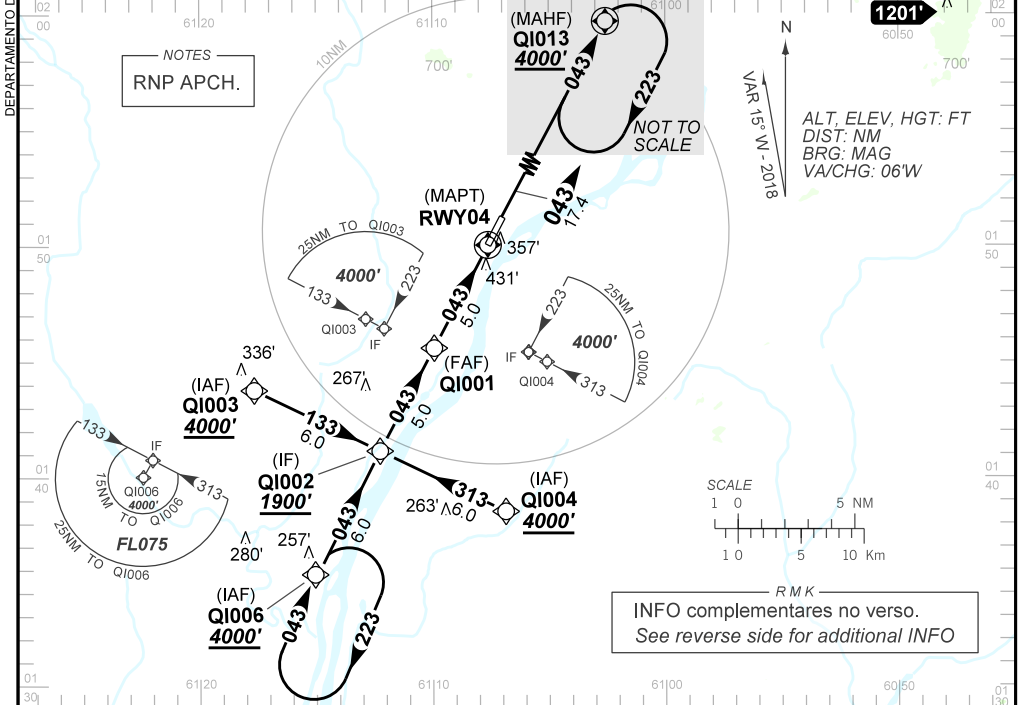 DEPARTAMENTO D
02
00
61/20
61/10
61/00
60/50
02
00
1201'
NOTES
RNP APCH.
10NM
700'
(MAHF)
QI013
4000'
043
223
NOT TO
SCALE
N
VAR 15° W - 2018
700'
ALT, ELEV, HGT: FT
DIST: NM
BRG: MAG
VA/CHG: 06'W
(MAPT)
RWY04
043
17.4
357'
431'
01
50
01
50
25NM TO QI003
4000'
133
223
QI003
IF
043
5.0
223
25NM TO QI004
4000'
IF
QI004
313
(FAF)
QI001
336'
(IAF)
QI003
4000'
267'
133
6.0
043
5.0
(IF)
QI002
1900'
313
6.0
263'
(IAF)
QI004
4000'
133
IF
313
QI006
4000'
15NM TO QI006
FL075
25NM TO QI006
01
40
01
40
280'
257'
043
6.0
(IAF)
QI006
4000'
043
223
SCALE
1 0 5 NM
1 0 5 10 Km
RMK
INFO complementares no verso.
See reverse side for additional INFO
01
30
61/20
61/10
61/00
60/50
01
30